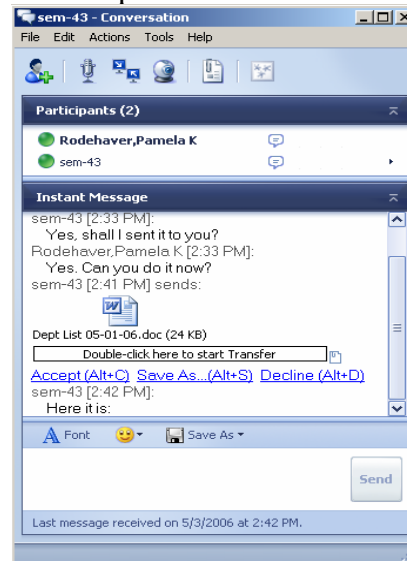 sem-43 - Conversation
File Edit Actions Tools Help
Participants (2)
Rodehaver,Pamela K
sem-43
Instant Message
sem-43 [2:33 PM]:
Yes, shall I sent it to you?
Rodehaver,Pamela K [2:33 PM]:
Yes. Can you do it now?
sem-43 [2:41 PM] sends:
Dept List 05-01-06.doc (24 KB)
Double-click here to start Transfer
Accept (Alt+C) Save As...(Alt+S) Decline (Alt+D)
sem-43 [2:42 PM]:
Here it is:
Font Save As
Send
Last message received on 5/3/2006 at 2:42 PM.